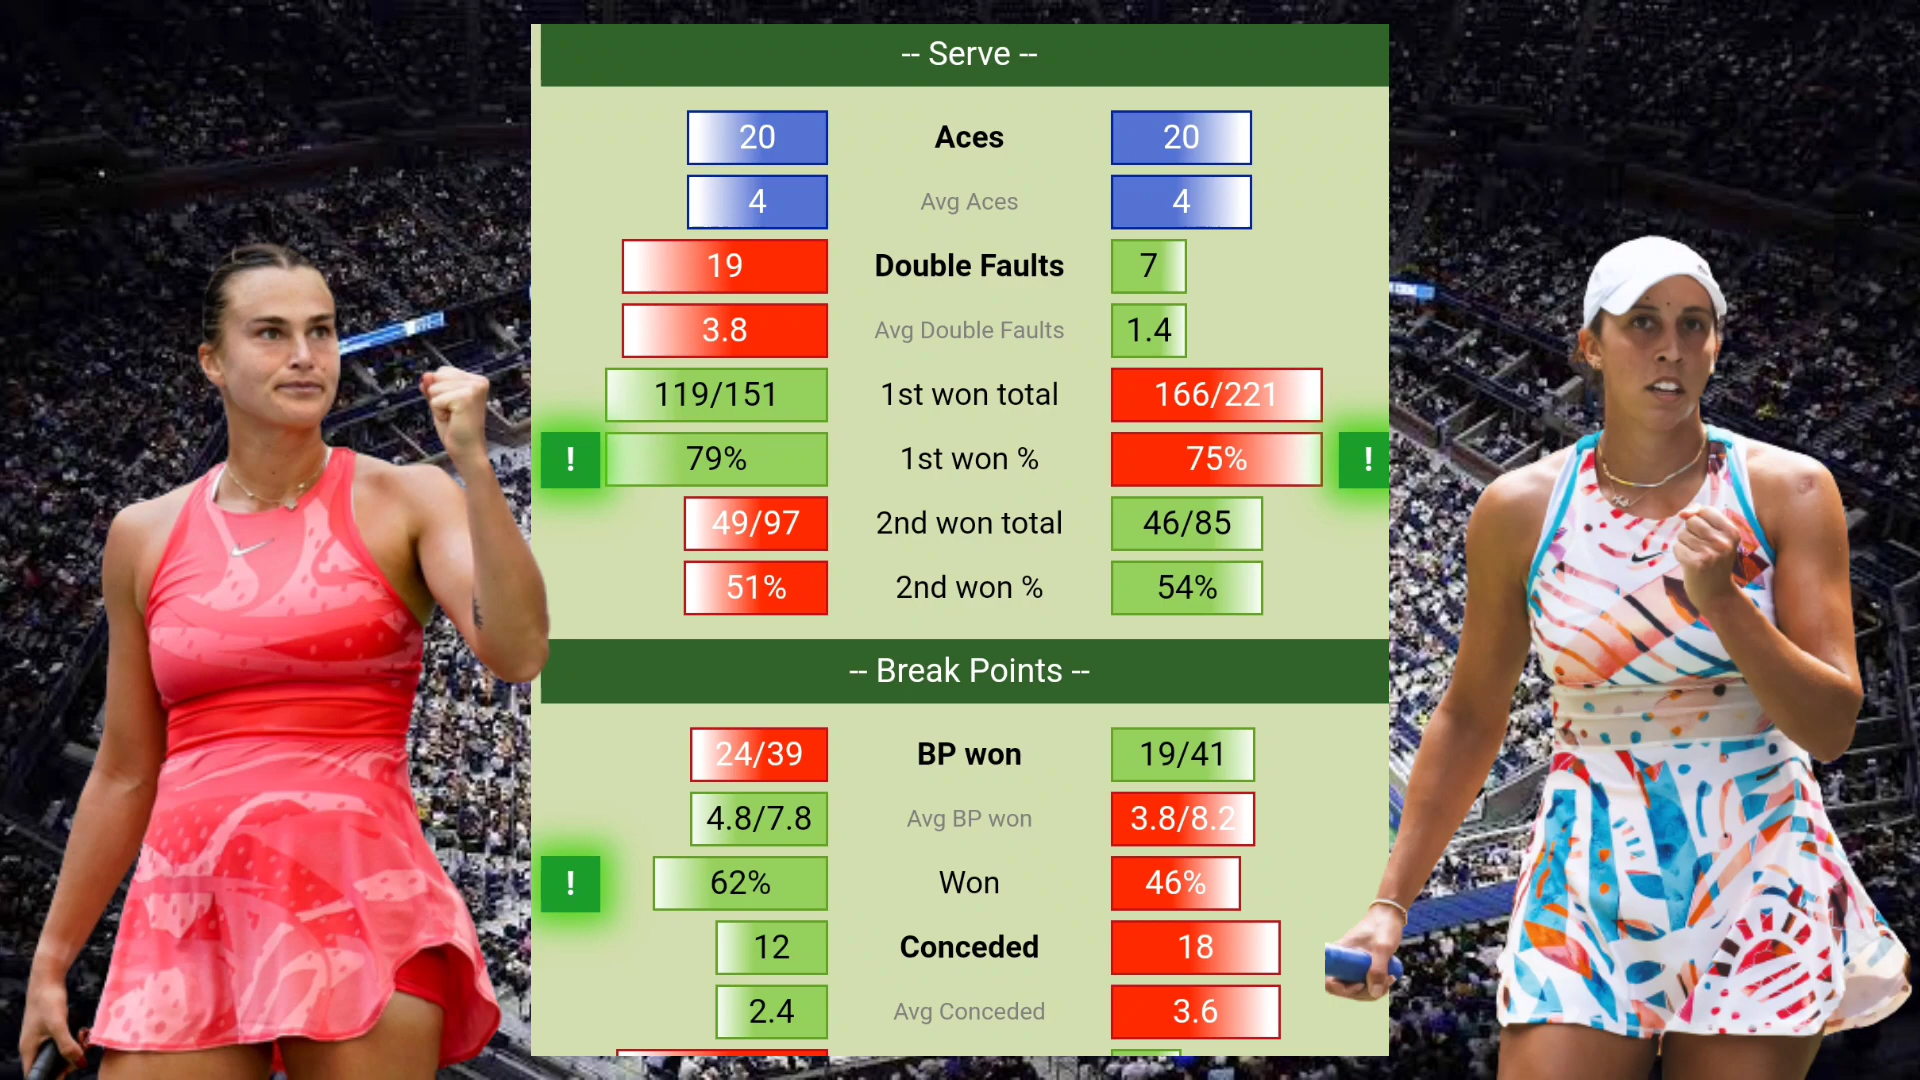 -- Serve --
20 Aces 20
4 Avg Aces 4
19 Double Faults 7
3.8 Avg Double Faults 1.4
119/151 1st won total 166/221
! 79% 1st won % 75% !
49/97 2nd won total 46/85
51% 2nd won % 54%
-- Break Points --
24/39 BP won 19/41
4.8/7.8 Avg BP won 3.8/8.2
! 62% Won 46%
12 Conceded 18
2.4 Avg Conceded 3.6